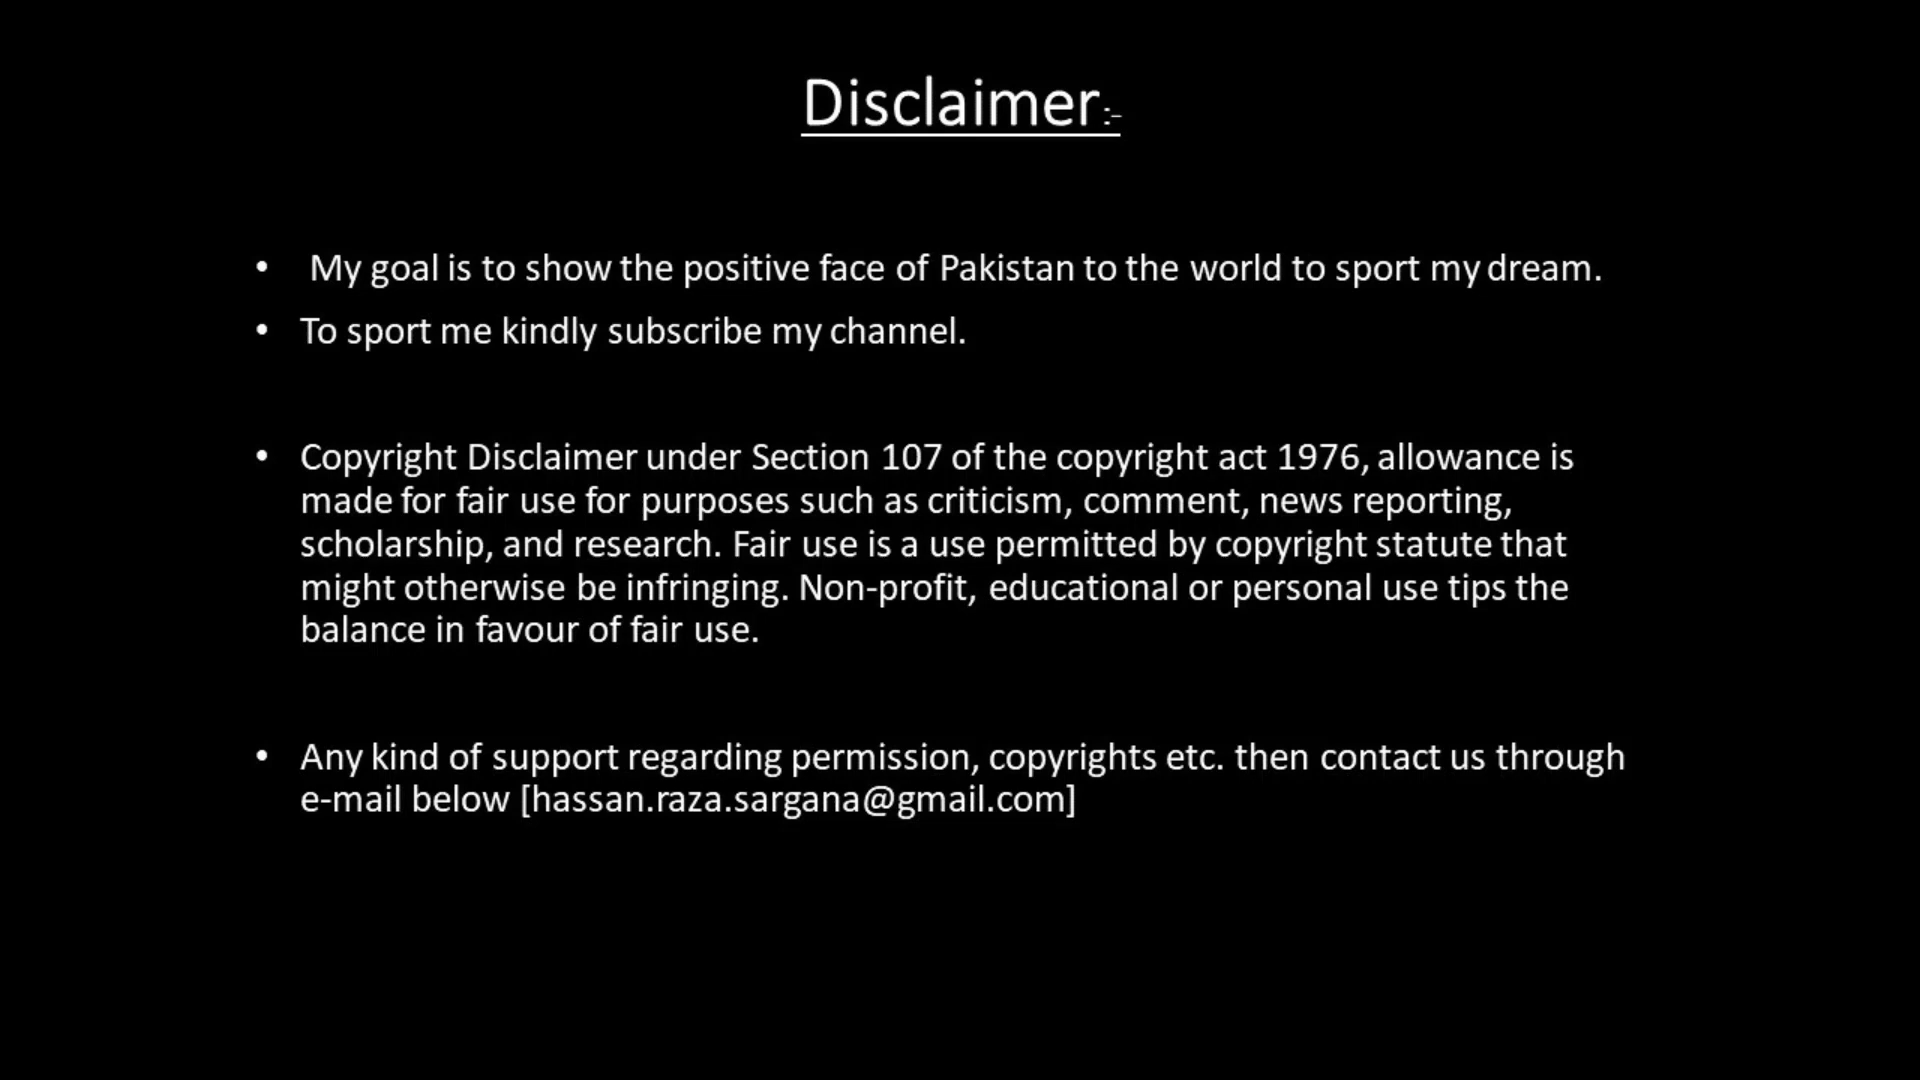 Disclaimer:-
• My goal is to show the positive face of Pakistan to the world to sport my dream.
• To sport me kindly subscribe my channel.
• Copyright Disclaimer under Section 107 of the copyright act 1976, allowance is
made for fair use for purposes such as criticism, comment, news reporting,
scholarship, and research. Fair use is a use permitted by copyright statute that
might otherwise be infringing. Non-profit, educational or personal use tips the
balance in favour of fair use.
• Any kind of support regarding permission, copyrights etc. then contact us through
e-mail below [hassan.raza.sargana@gmail.com]